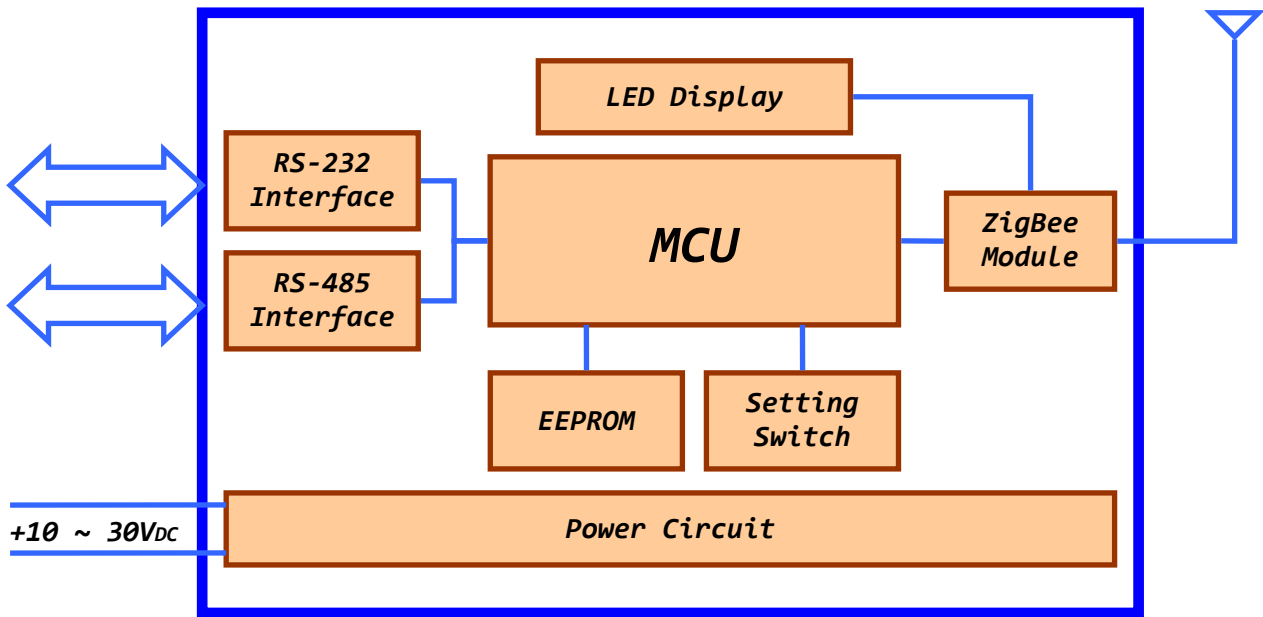 LED Display
RS-232
Interface
MCU
ZigBee
Module
RS-485
Interface
EEPROM
Setting
Switch
+10 ~ 30VDC
Power Circuit